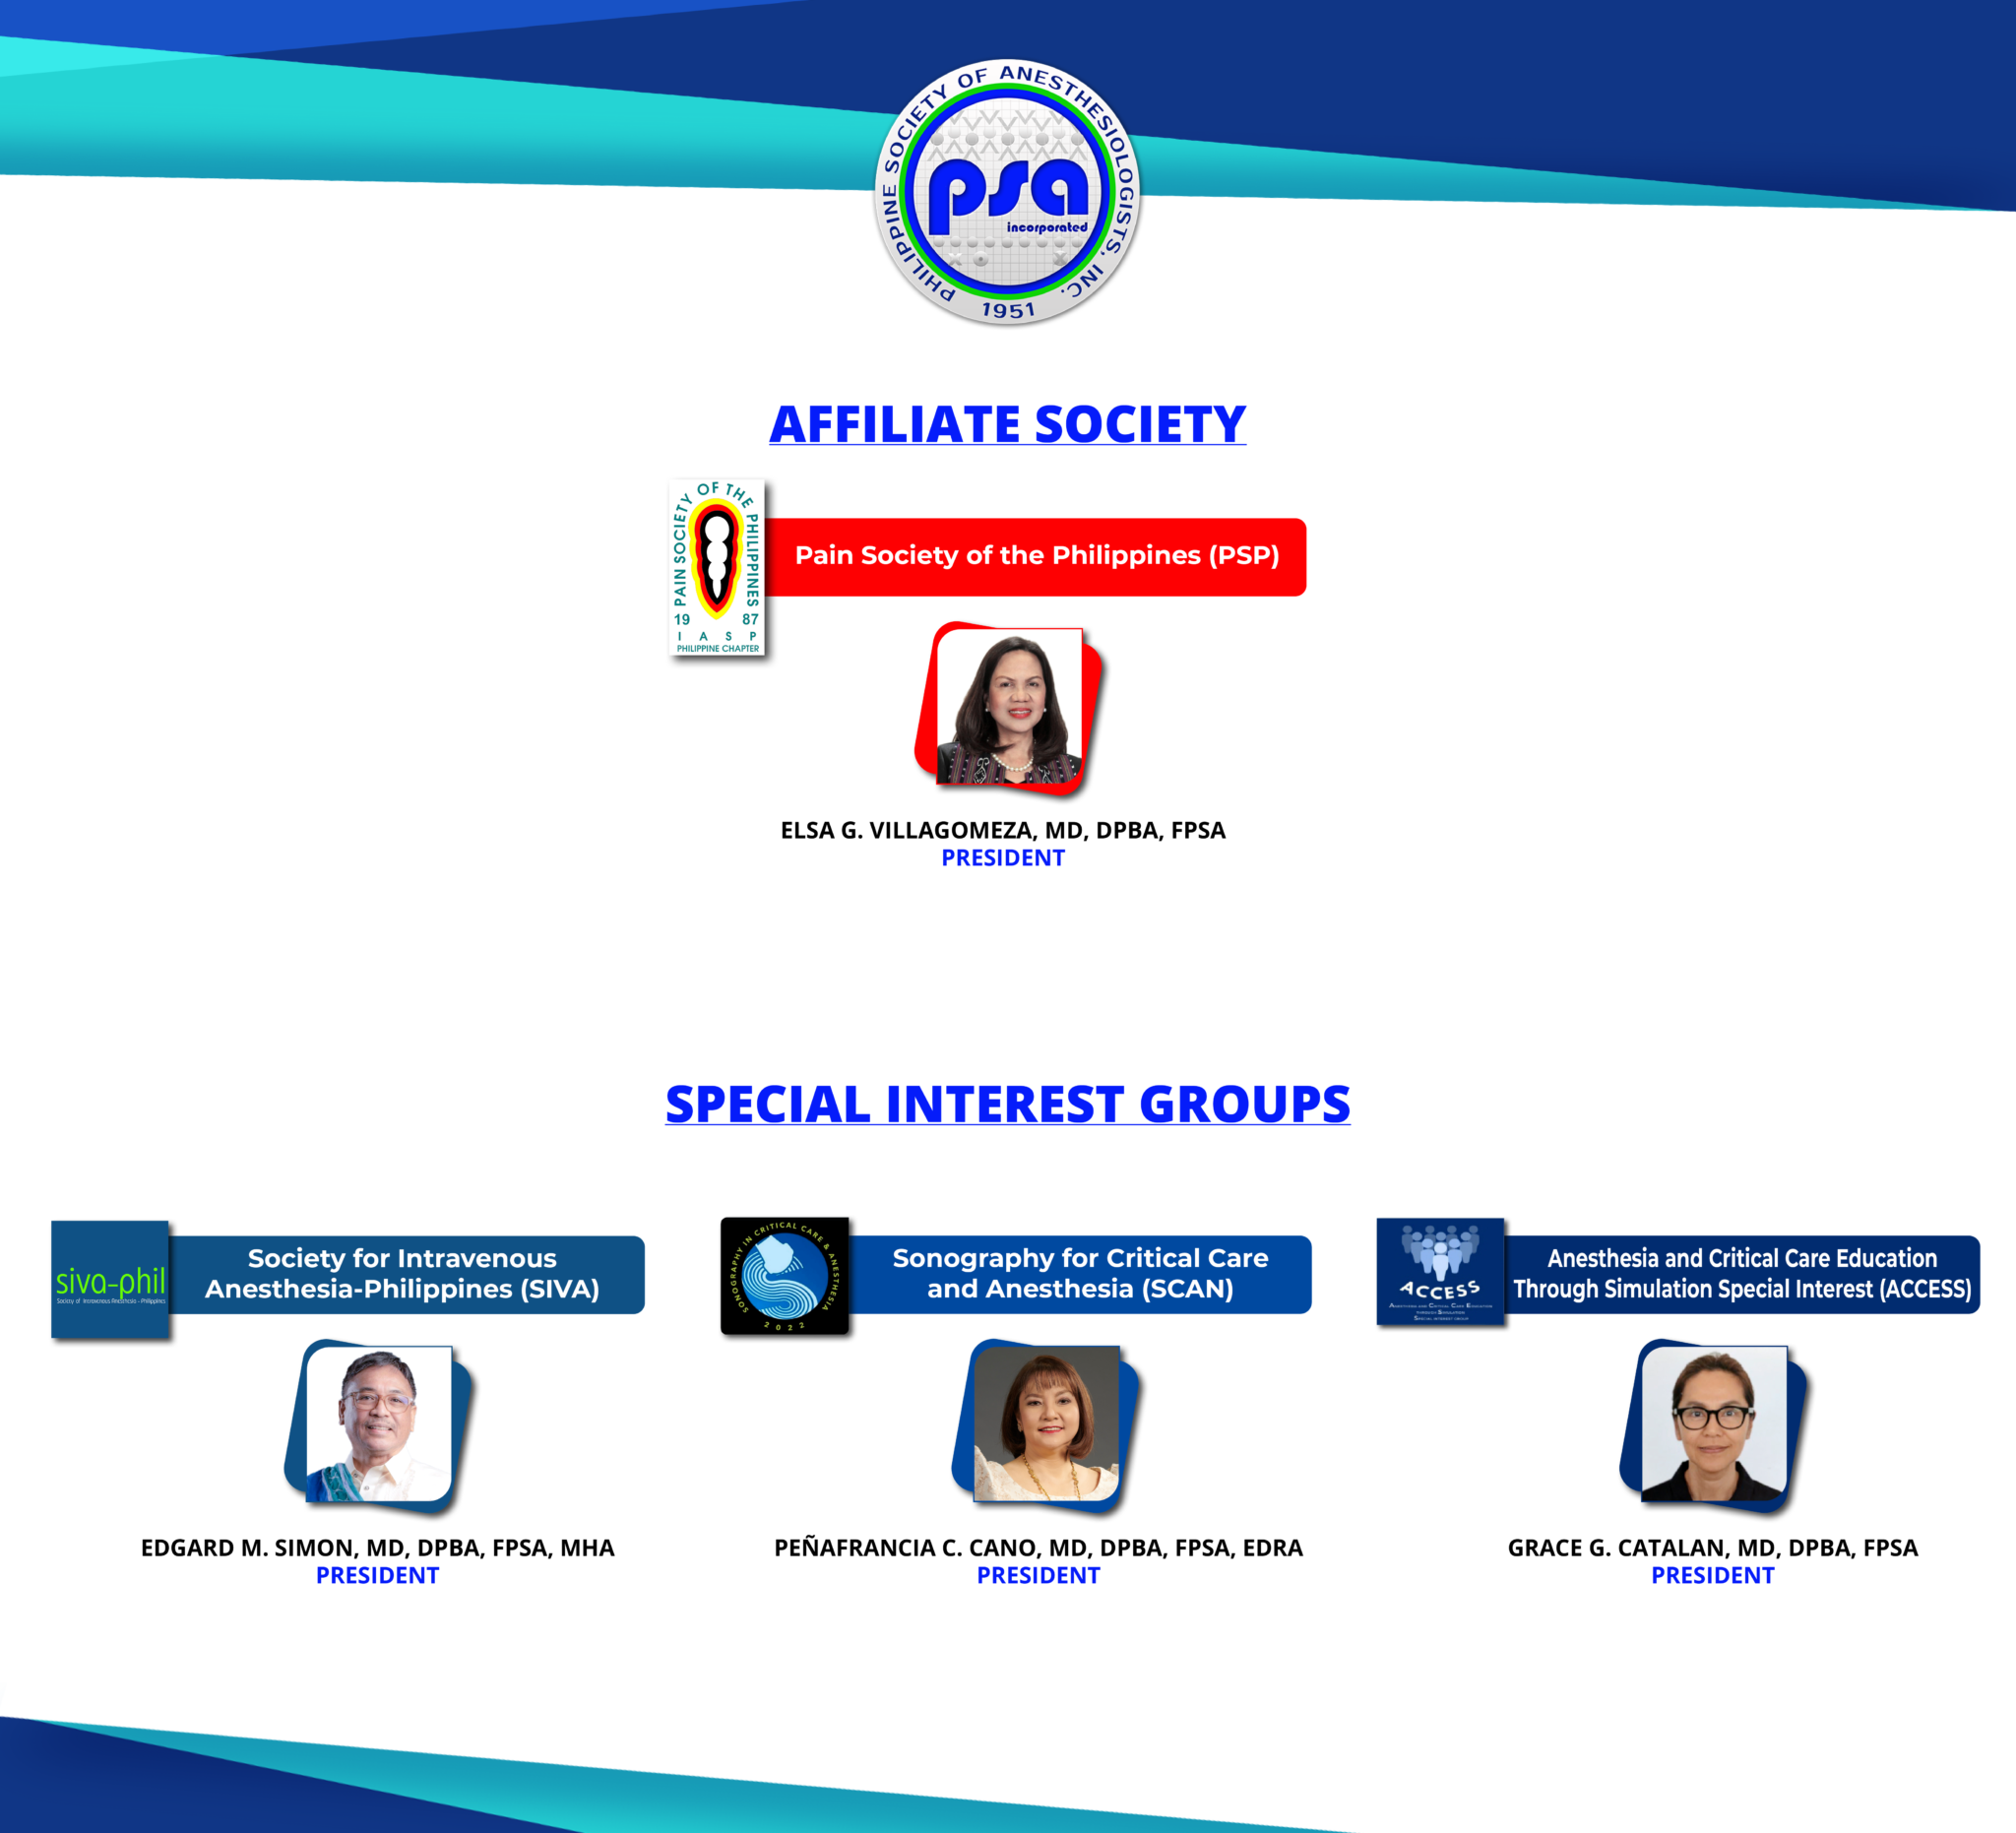 PHILIPPINE SOCIETY OF ANESTHESIOLOGISTS, INC.
psa
incorporated
1951
AFFILIATE SOCIETY
PAIN SOCIETY OF THE PHILIPPINES
19 87
I A S P
PHILIPPINE CHAPTER
Pain Society of the Philippines (PSP)
ELSA G. VILLAGOMEZA, MD, DPBA, FPSA
PRESIDENT
SPECIAL INTEREST GROUPS
siva-phil
Society of Intravenous Anesthesia - Philippines
Society for Intravenous
Anesthesia-Philippines (SIVA)
EDGARD M. SIMON, MD, DPBA, FPSA, MHA
PRESIDENT
SONOGRAPHY IN CRITICAL CARE & ANESTHESIA
2022
Sonography for Critical Care
and Anesthesia (SCAN)
PEÑAFRANCIA C. CANO, MD, DPBA, FPSA, EDRA
PRESIDENT
ACCESS
ANESTHESIA AND CRITICAL CARE EDUCATION
THROUGH SIMULATION
SPECIAL INTEREST GROUP
Anesthesia and Critical Care Education
Through Simulation Special Interest (ACCESS)
GRACE G. CATALAN, MD, DPBA, FPSA
PRESIDENT